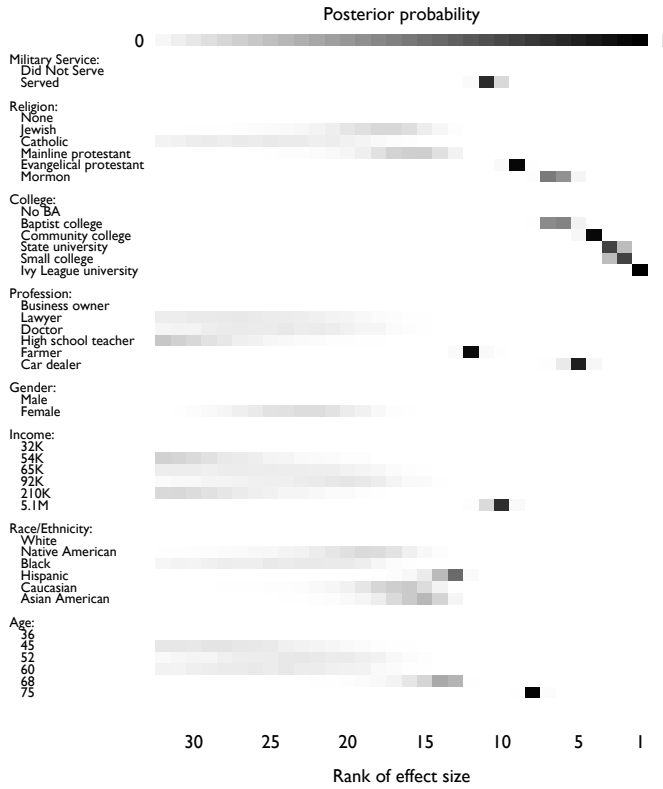 Posterior probability
0
Military Service:
Did Not Serve
Served
Religion:
None
Jewish
Catholic
Mainline protestant
Evangelical protestant
Mormon
College:
No BA
Baptist college
Community college
State university
Small college
Ivy League university
Profession:
Business owner
Lawyer
Doctor
High school teacher
Farmer
Car dealer
Gender:
Male
Female
Income:
32K
54K
65K
92K
210K
5.1M
Race/Ethnicity:
White
Native American
Black
Hispanic
Caucasian
Asian American
Age:
36
45
52
60
68
75
30 25 20 15 10 5 1
Rank of effect size